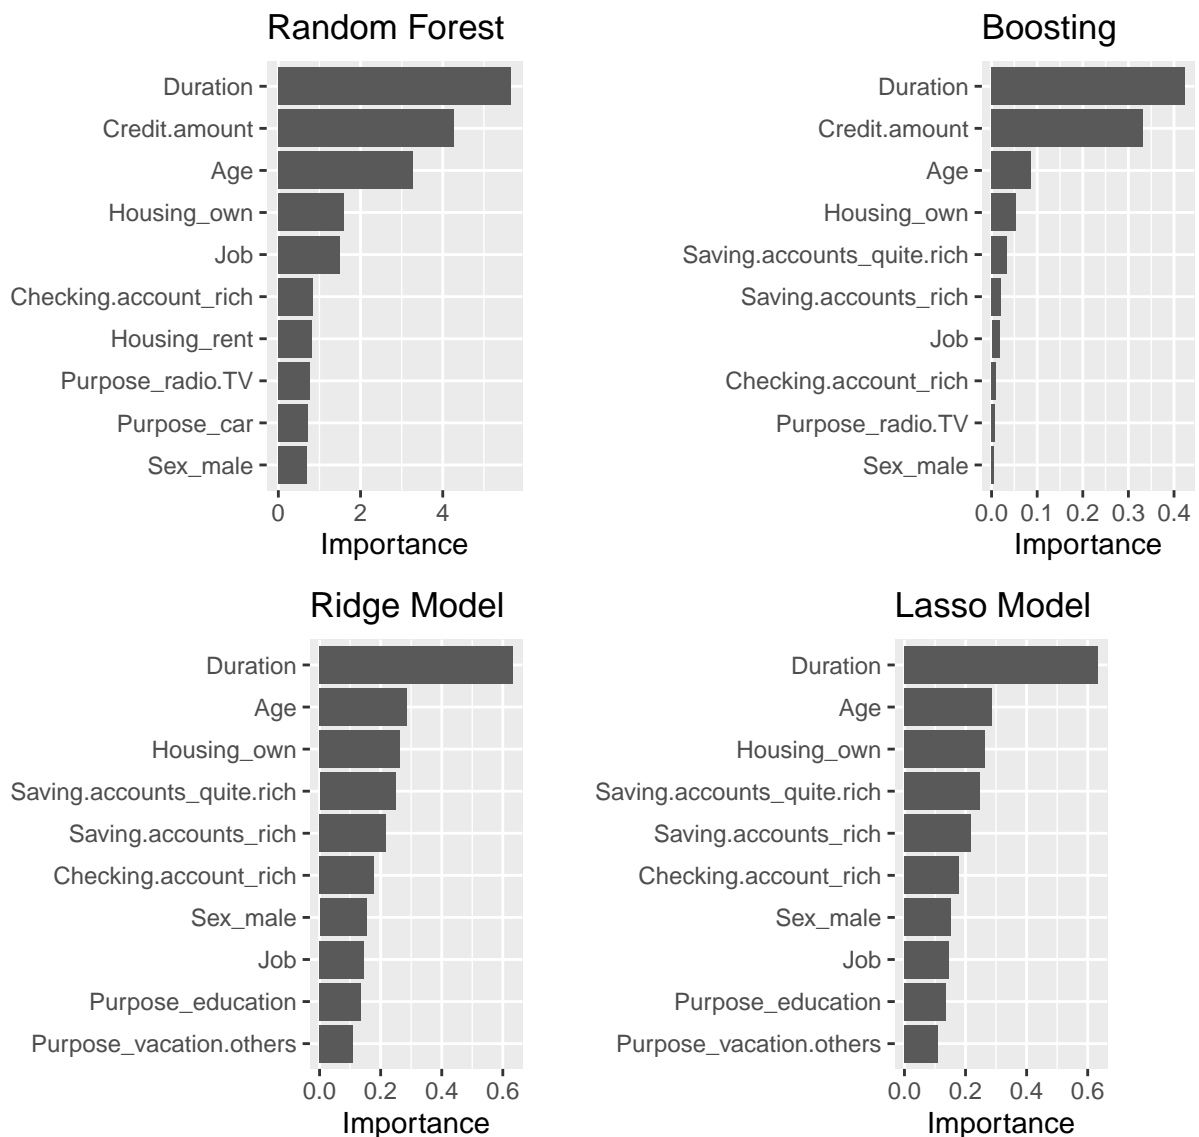 Random Forest
Duration
Credit.amount
Age
Housing_own
Job
Checking.account_rich
Housing_rent
Purpose_radio.TV
Purpose_car
Sex_male
0 2 4
Importance
Boosting
Duration
Credit.amount
Age
Housing_own
Saving.accounts_quite.rich
Saving.accounts_rich
Job
Checking.account_rich
Purpose_radio.TV
Sex_male
0.0 0.1 0.2 0.3 0.4
Importance
Ridge Model
Duration
Age
Housing_own
Saving.accounts_quite.rich
Saving.accounts_rich
Checking.account_rich
Sex_male
Job
Purpose_education
Purpose_vacation.others
0.0 0.2 0.4 0.6
Importance
Lasso Model
Duration
Age
Housing_own
Saving.accounts_quite.rich
Saving.accounts_rich
Checking.account_rich
Sex_male
Job
Purpose_education
Purpose_vacation.others
0.0 0.2 0.4 0.6
Importance